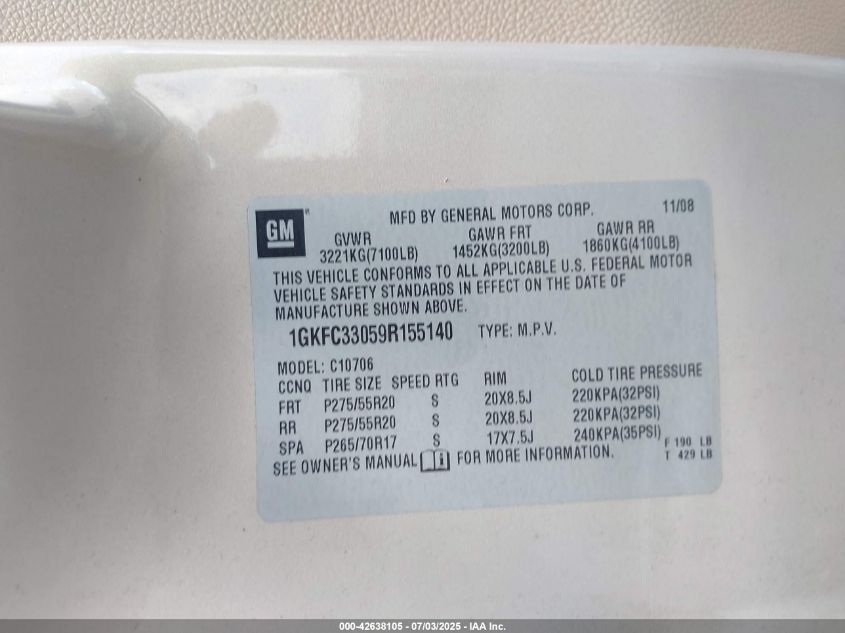 GM
MFD BY GENERAL MOTORS CORP. 11/08
GVWR GAWR FRT GAWR RR
3221KG(7100LB) 1452KG(3200LB) 1860KG(4100LB)
THIS VEHICLE CONFORMS TO ALL APPLICABLE U.S. FEDERAL MOTOR
VEHICLE SAFETY STANDARDS IN EFFECT ON THE DATE OF
MANUFACTURE SHOWN ABOVE.
1GKFC33059R155140 TYPE: M.P.V.
MODEL: C10706
CCNQ TIRE SIZE SPEED RTG RIM COLD TIRE PRESSURE
FRT P275/55R20 S 20X8.5J 220KPA(32PSI)
RR P275/55R20 S 20X8.5J 220KPA(32PSI)
SPA P265/70R17 S 17X7.5J 240KPA(35PSI)
F 190 LB
SEE OWNER'S MANUAL FOR MORE INFORMATION.
T 429 LB
000-42638105 - 07/03/2025 - IAA Inc.